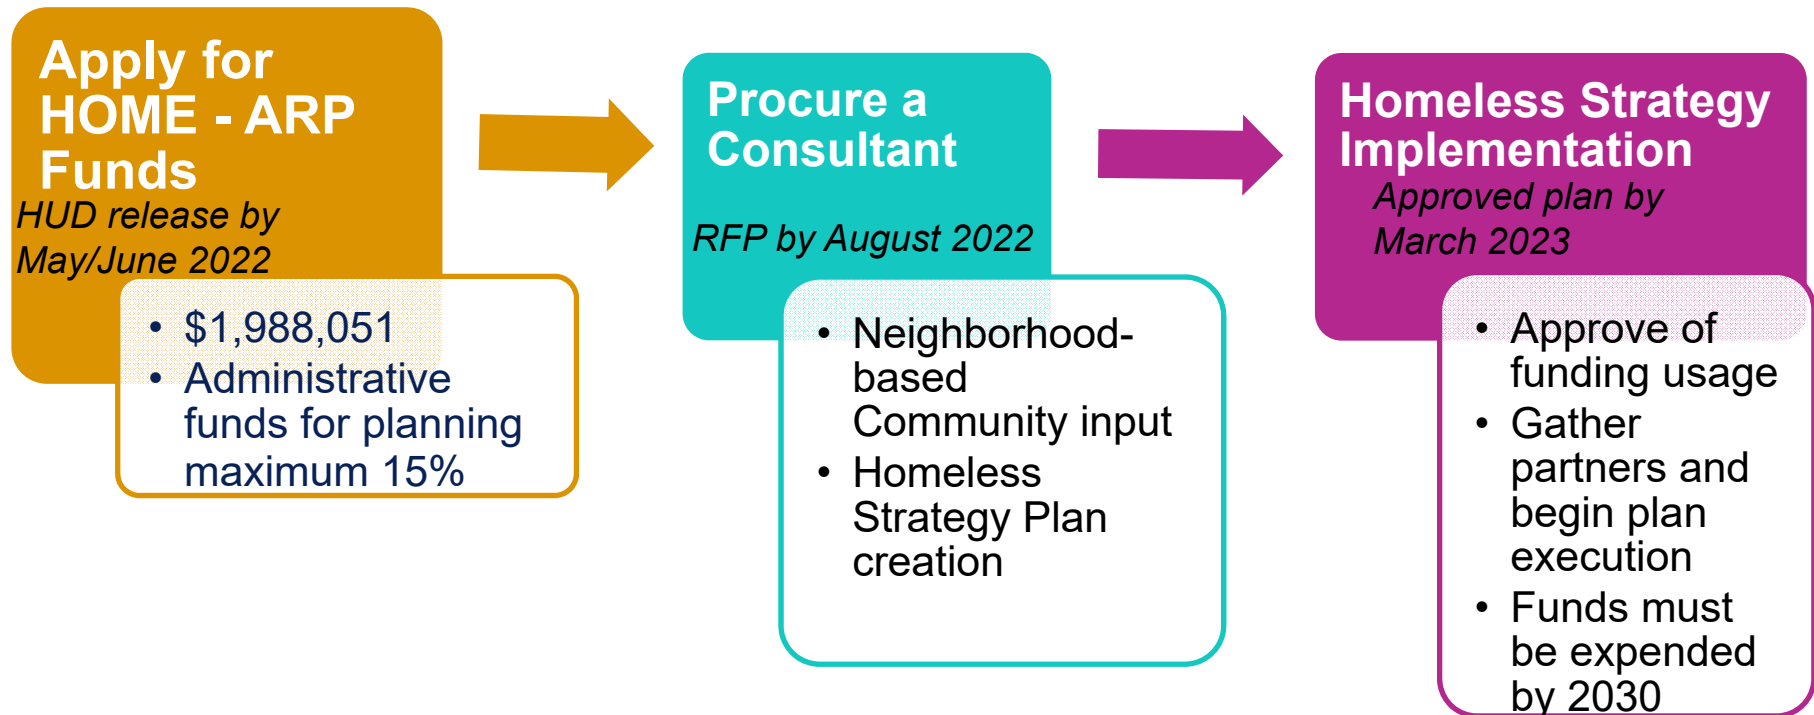 Apply for
HOME - ARP
Funds
HUD release by
May/June 2022
• $1,988,051
• Administrative
funds for planning
maximum 15%
Procure a
Consultant
RFP by August 2022
• Neighborhood-
based
Community input
• Homeless
Strategy Plan
creation
Homeless Strategy
Implementation
Approved plan by
March 2023
• Approve of
funding usage
• Gather
partners and
begin plan
execution
• Funds must
be expended
by 2030